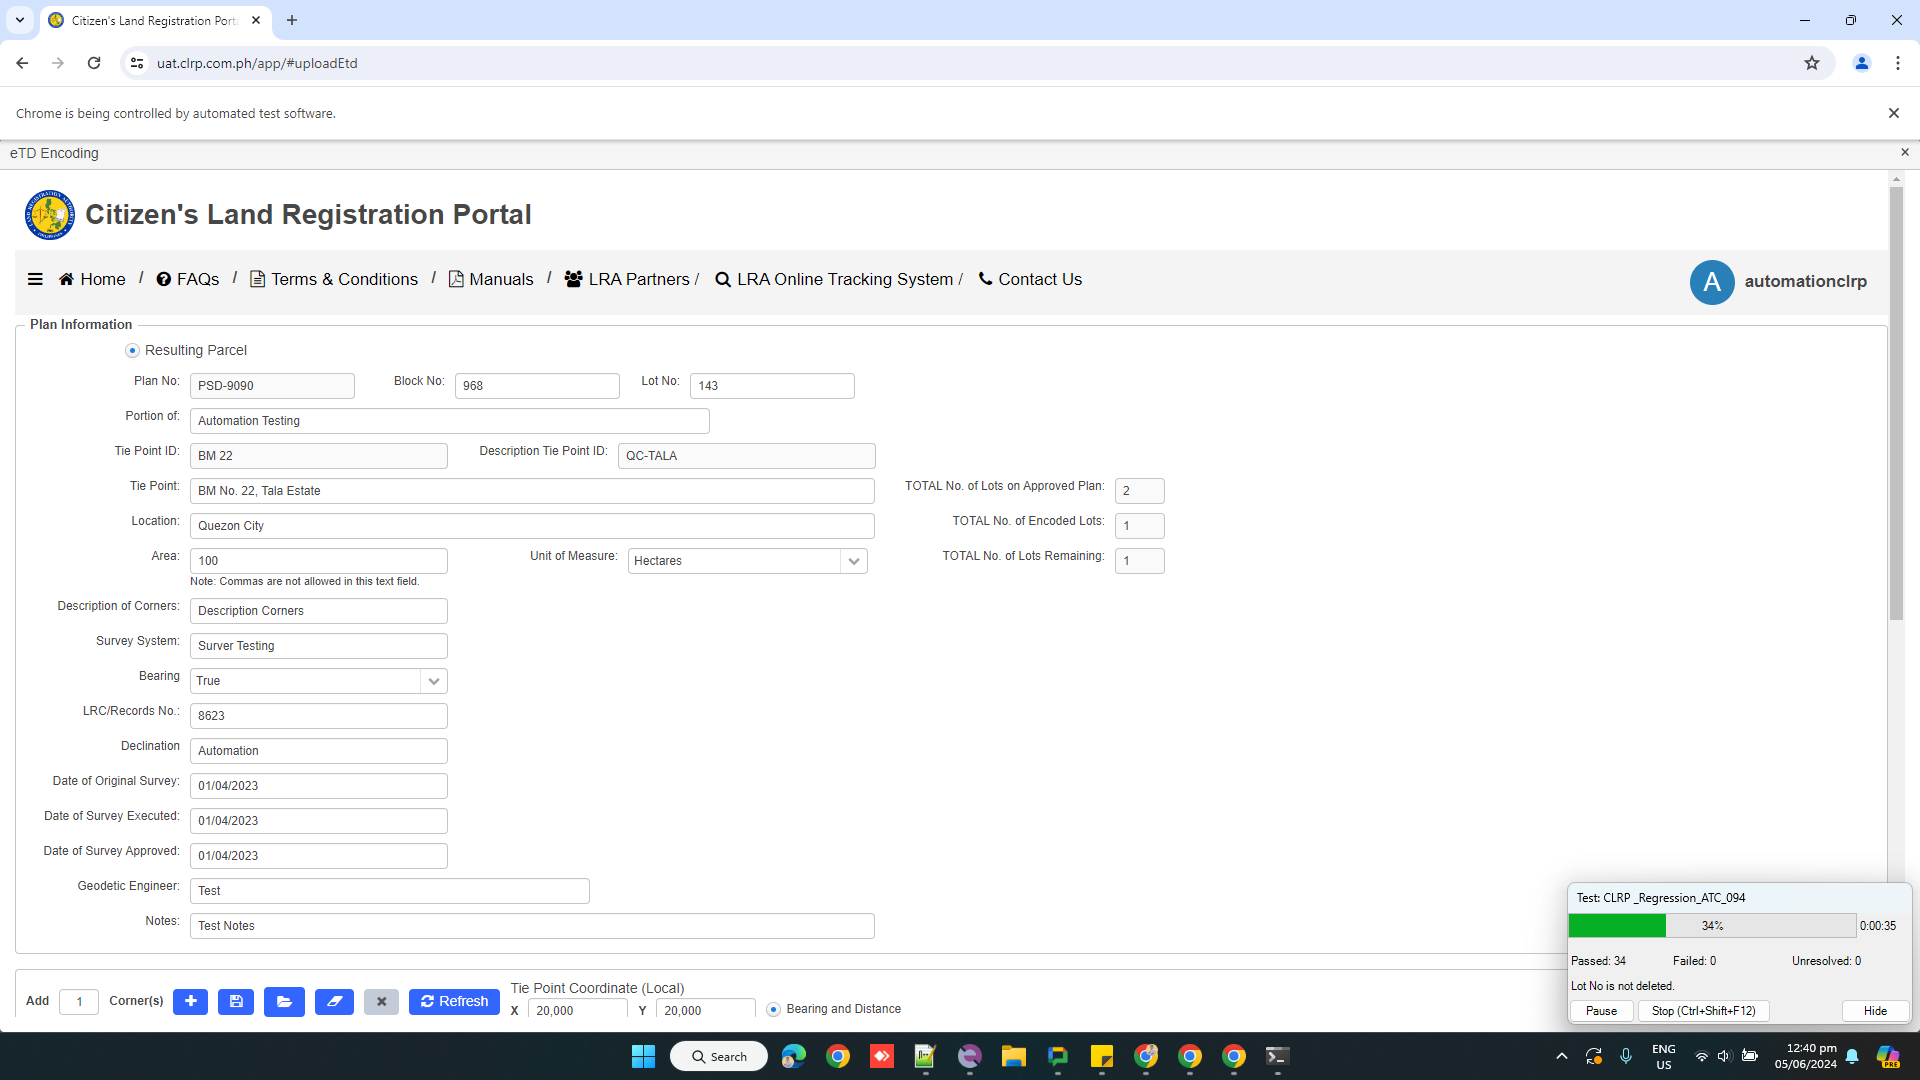 Citizen's Land Registration Porta
uat.clrp.com.ph/app/#uploadEtd
Chrome is being controlled by automated test software.
eTD Encoding
Citizen's Land Registration Portal
Home / FAQs / Terms & Conditions / Manuals / LRA Partners / LRA Online Tracking System / Contact Us
A automationclrp
Plan Information
Resulting Parcel
Plan No: PSD-9090 Block No: 968 Lot No: 143
Portion of: Automation Testing
Tie Point ID: BM 22 Description Tie Point ID: QC-TALA
Tie Point: BM No. 22, Tala Estate TOTAL No. of Lots on Approved Plan: 2
Location: Quezon City TOTAL No. of Encoded Lots: 1
Area: 100 Unit of Measure: Hectares TOTAL No. of Lots Remaining: 1
Note: Commas are not allowed in this text field.
Description of Corners: Description Corners
Survey System: Surver Testing
Bearing True
LRC/Records No.: 8623
Declination Automation
Date of Original Survey: 01/04/2023
Date of Survey Executed: 01/04/2023
Date of Survey Approved: 01/04/2023
Geodetic Engineer: Test
Notes: Test Notes
Add 1 Corner(s) Refresh
Tie Point Coordinate (Local)
X 20,000 Y 20,000 Bearing and Distance
Test: CLRP _Regression_ATC_094
34% 0:00:35
Passed: 34 Failed: 0 Unresolved: 0
Lot No is not deleted.
Pause Stop (Ctrl+Shift+F12) Hide
Search
ENG
US
12:40 pm
05/06/2024
PRE